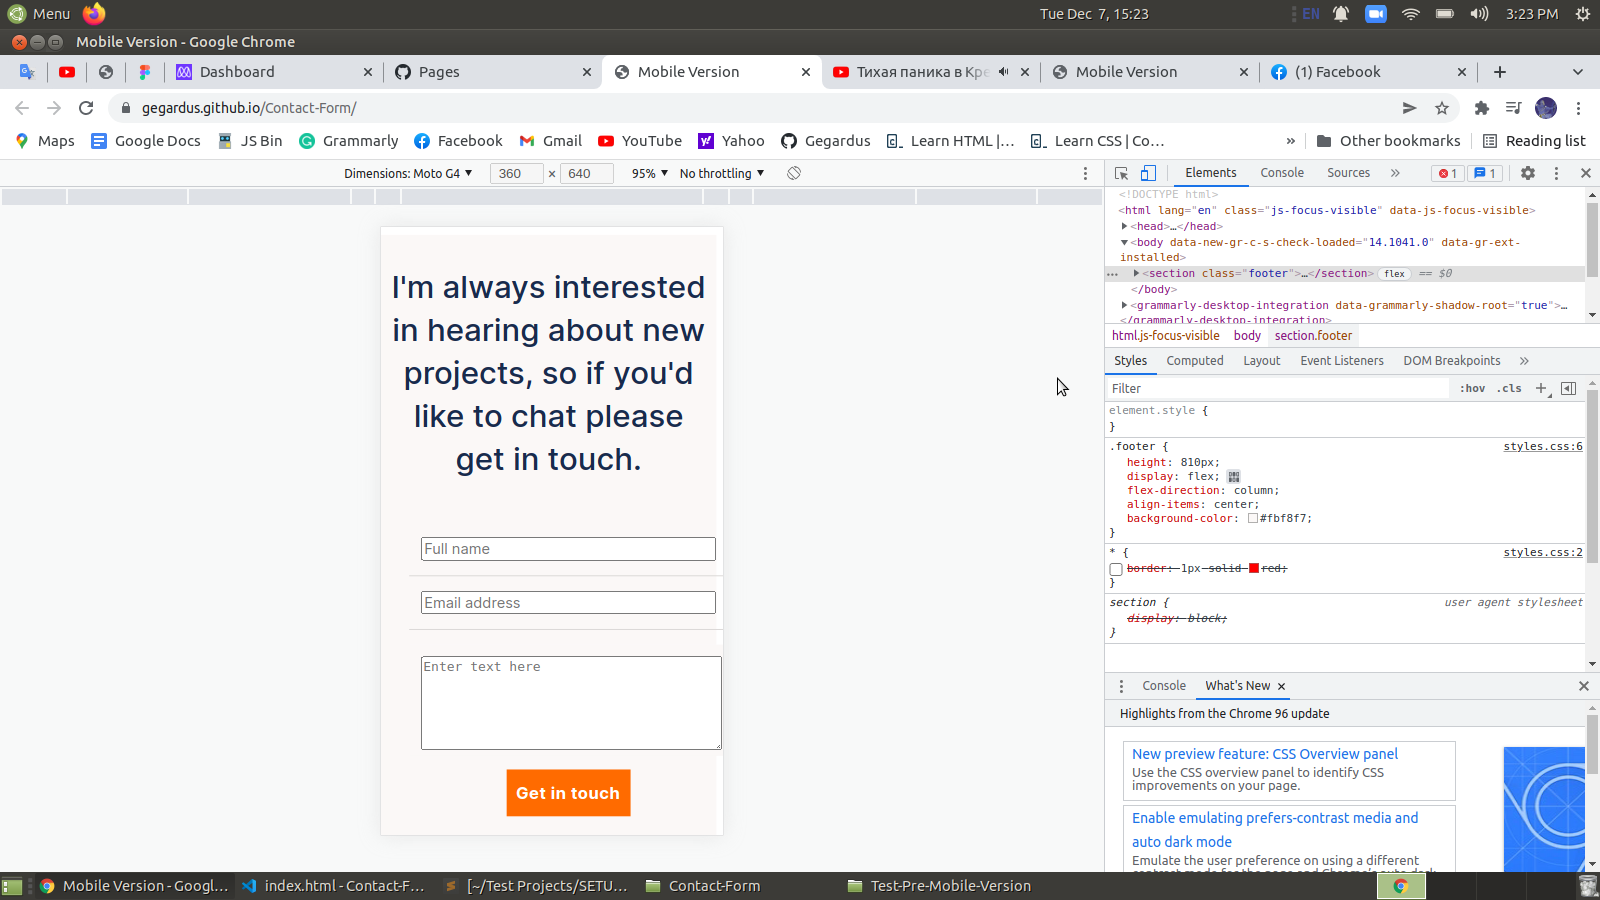 Menu
Tue Dec 7, 15:23
EN
3:23 PM
Mobile Version - Google Chrome
Dashboard
Pages
Mobile Version
Тихая паника в Кре
Mobile Version
(1) Facebook
gegardus.github.io/Contact-Form/
Maps
Google Docs
JS Bin
Grammarly
Facebook
Gmail
YouTube
Yahoo
Gegardus
Learn HTML |...
Learn CSS | Co...
»
Other bookmarks
Reading list
Dimensions: Moto G4 ▼
360 × 640
95% ▼
No throttling ▼
Elements
Console
Sources
»
1
1
<!DOCTYPE html>
<html lang="en" class="js-focus-visible" data-js-focus-visible>
<head>…</head>
<body data-new-gr-c-s-check-loaded="14.1041.0" data-gr-ext-
installed>
<section class="footer">…</section> flex == $0
</body>
<grammarly-desktop-integration data-grammarly-shadow-root="true">…
</grammarly-desktop-integration>
html.js-focus-visible body section.footer
Styles
Computed
Layout
Event Listeners
DOM Breakpoints
»
Filter
:hov .cls +
element.style {
}
.footer {
styles.css:6
height: 810px;
display: flex;
flex-direction: column;
align-items: center;
background-color: #fbf8f7;
}
* {
styles.css:2
border: 1px solid red;
}
section {
user agent stylesheet
display: block;
}
Console
What's New ×
Highlights from the Chrome 96 update
New preview feature: CSS Overview panel
Use the CSS overview panel to identify CSS
improvements on your page.
Enable emulating prefers-contrast media and
auto dark mode
Emulate the user preference on using a different
contrast mode for the page and Chrome's auto dark
I'm always interested
in hearing about new
projects, so if you'd
like to chat please
get in touch.
Full name
Email address
Enter text here
Get in touch
Mobile Version - Googl...
index.html - Contact-F...
[~/Test Projects/SETU...
Contact-Form
Test-Pre-Mobile-Version